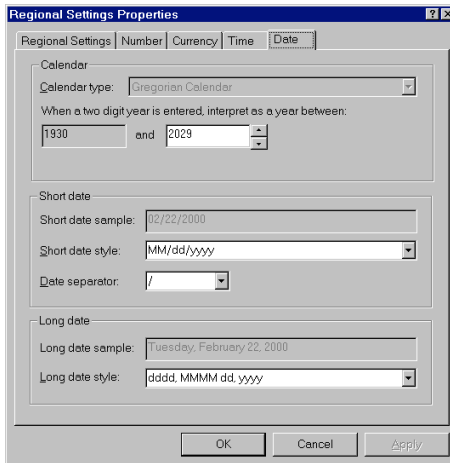 Regional Settings Properties
Regional Settings Number Currency Time Date
Calendar
Calendar type: Gregorian Calendar
When a two digit year is entered, interpret as a year between:
1930 and 2029
Short date
Short date sample: 02/22/2000
Short date style: MM/dd/yyyy
Date separator: /
Long date
Long date sample: Tuesday, February 22, 2000
Long date style: dddd, MMMM dd, yyyy
OK Cancel Apply